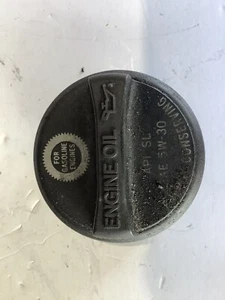 FOR
GASOLINE
ENGINES
ENGINE OIL
API SL
SAE 5W-30
CONSERVING